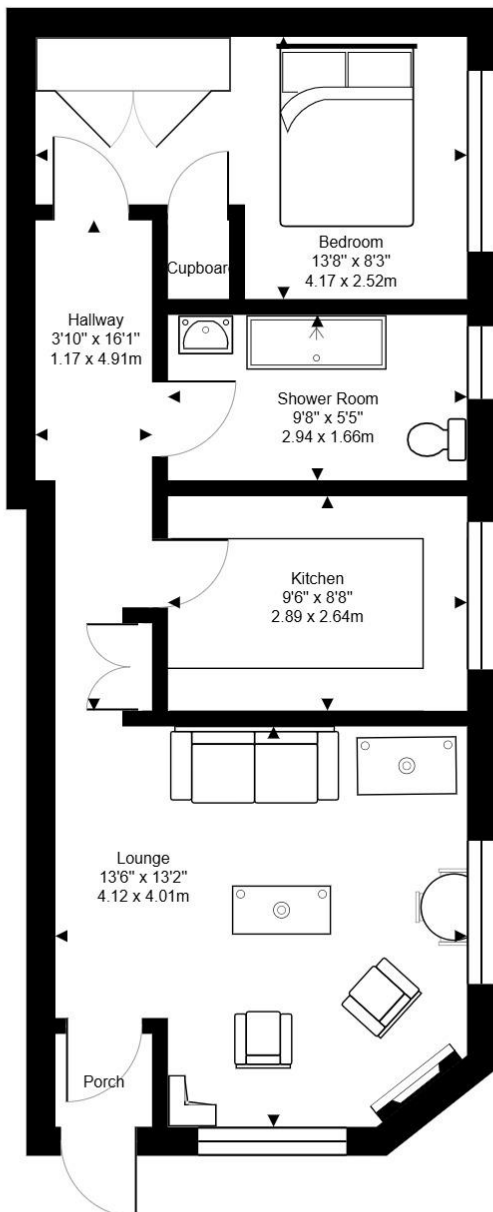 Bedroom
13'8" x 8'3"
4.17 x 2.52m
Cupboar
Hallway
3'10" x 16'1"
1.17 x 4.91m
Shower Room
9'8" x 5'5"
2.94 x 1.66m
Kitchen
9'6" x 8'8"
2.89 x 2.64m
Lounge
13'6" x 13'2"
4.12 x 4.01m
Porch